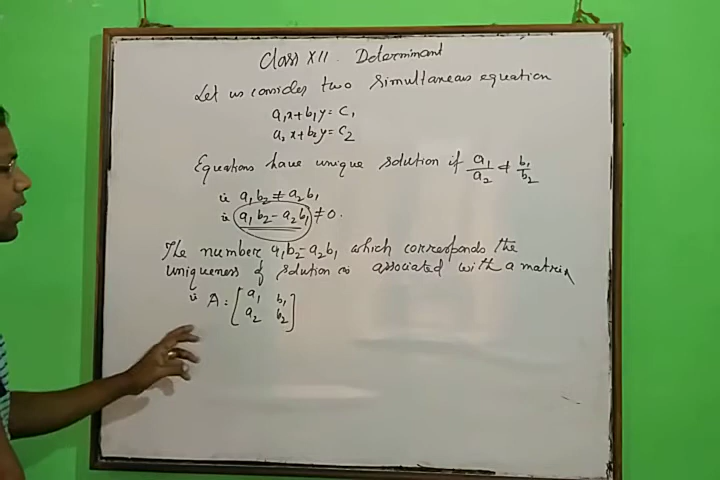 Class XII. Determinant
Let us consider two simultaneous equation
a₁x+b₁y= C₁
a₂x+b₂y= C₂
Equations have unique solution if a₁/a₂ ≠ b₁/b₂
ie a₁b₂ ≠ a₂b₁
ie a₁b₂ - a₂b₁ ≠ 0.
The number a₁b₂-a₂b₁ which corresponds the
uniqueness of solution is associated with a matrix
ie A = [a₁ b₁
a₂ b₂]